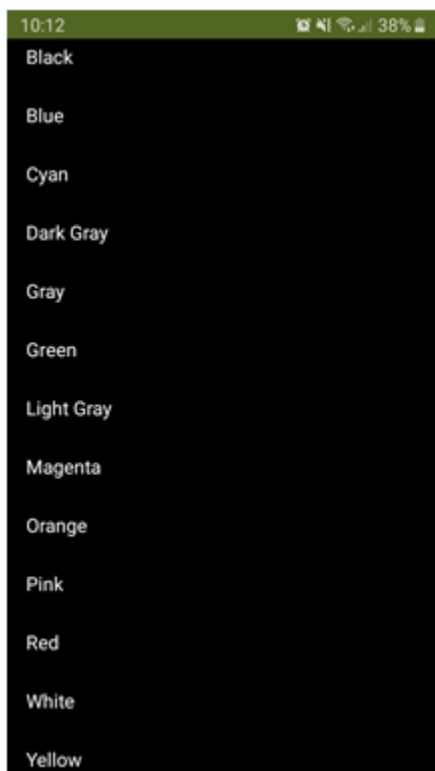 10:12 38%
Black
Blue
Cyan
Dark Gray
Gray
Green
Light Gray
Magenta
Orange
Pink
Red
White
Yellow